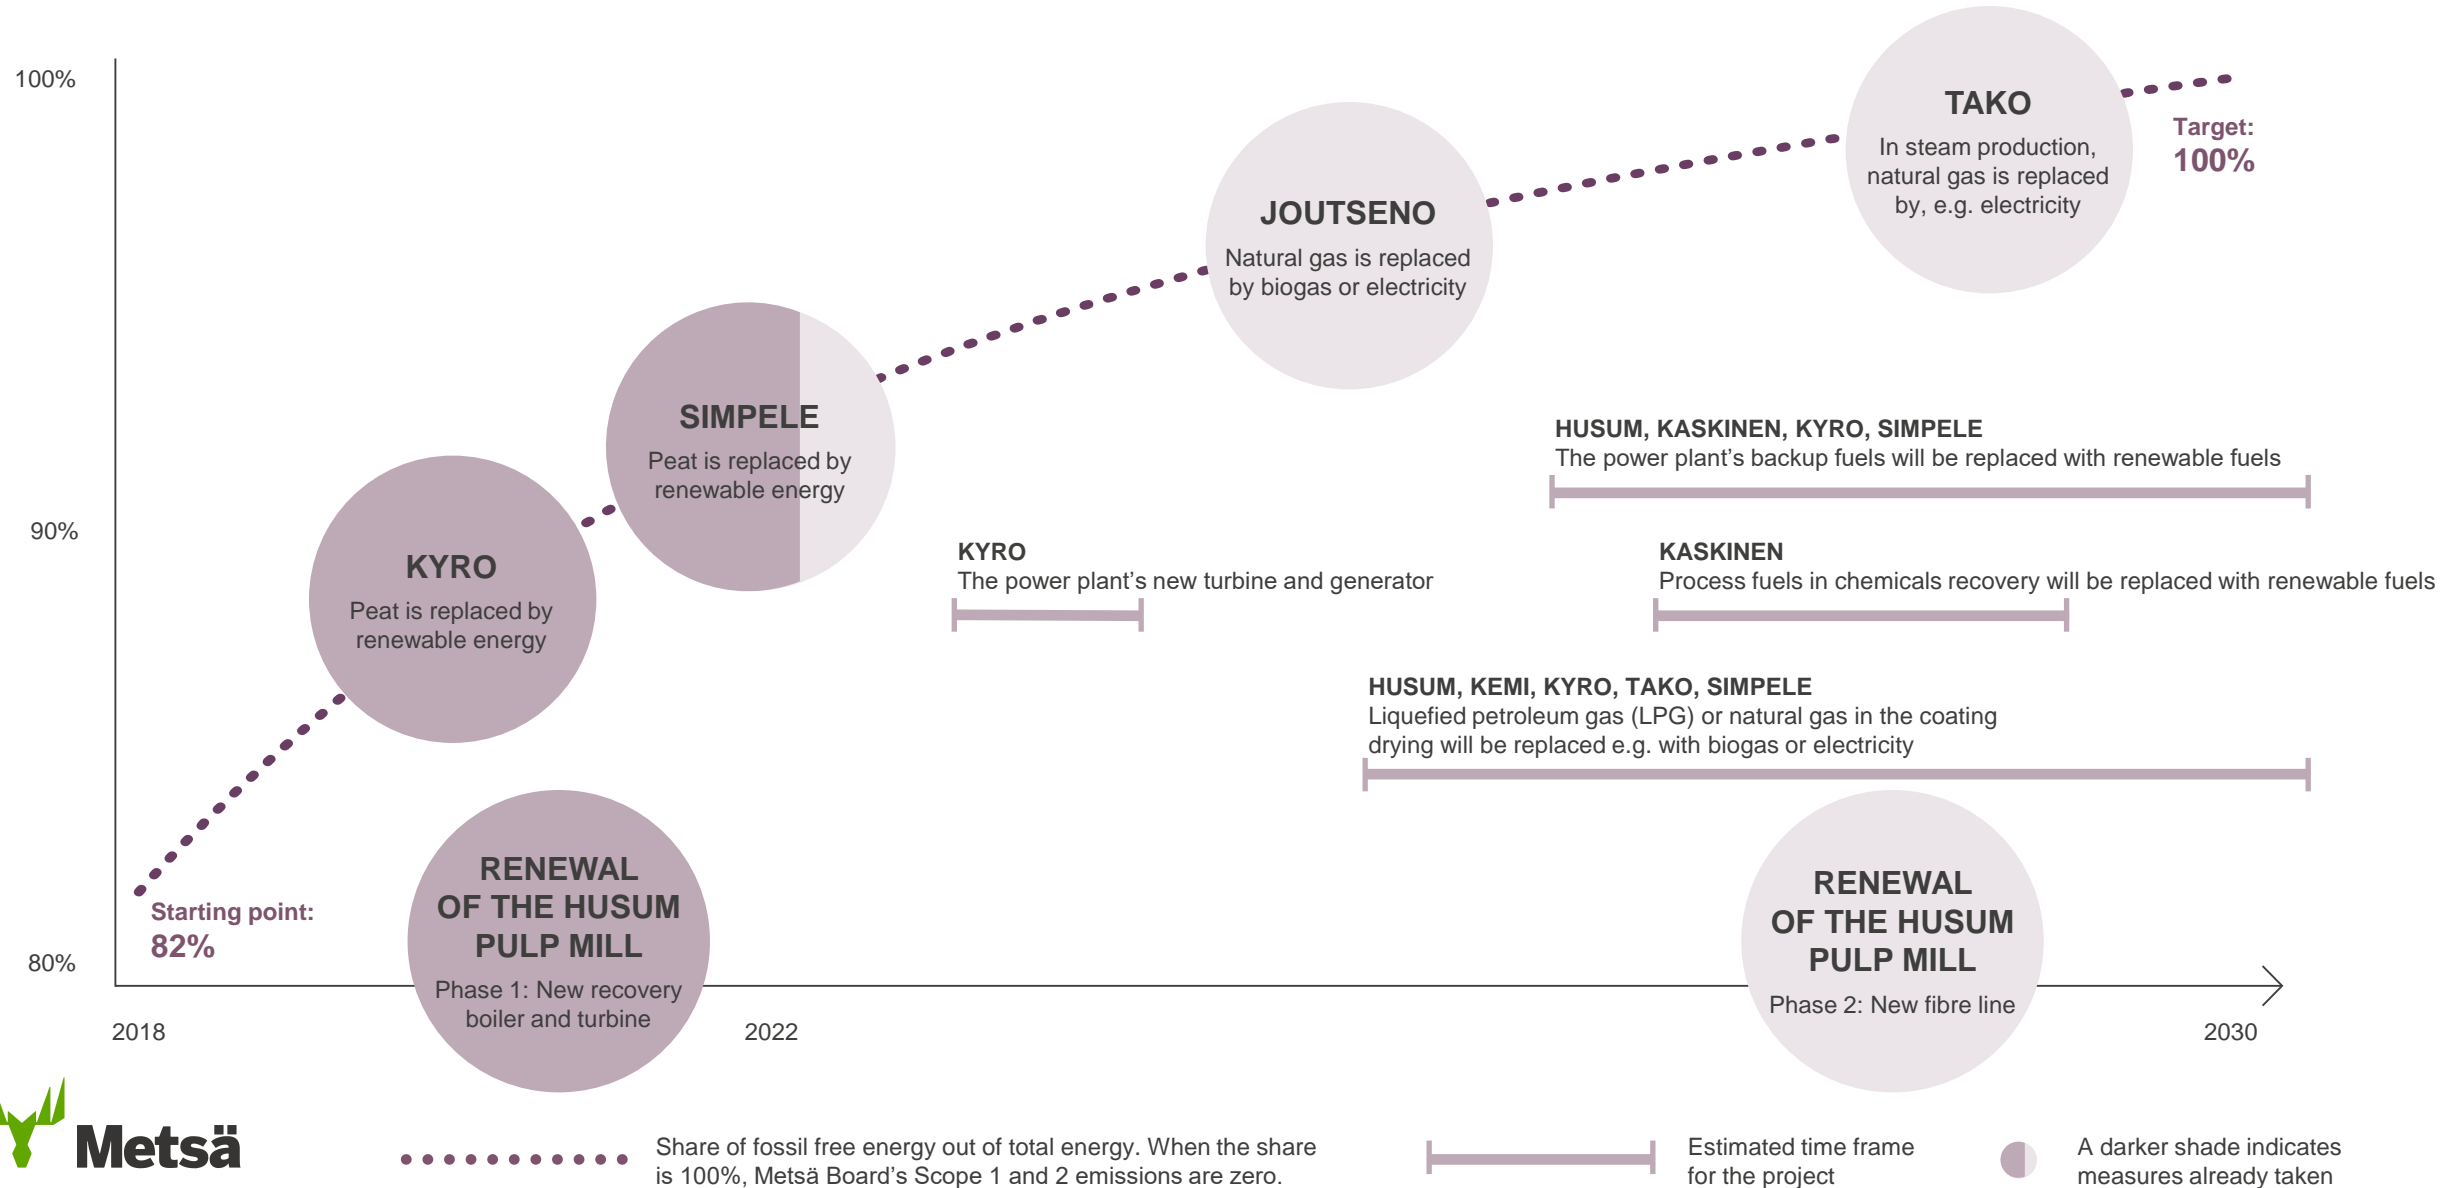 100%
90%
80%
TAKO
In steam production,
natural gas is replaced
by, e.g. electricity
Target:
100%
JOUTSENO
Natural gas is replaced
by biogas or electricity
SIMPELE
Peat is replaced by
renewable energy
KYRO
Peat is replaced by
renewable energy
HUSUM, KASKINEN, KYRO, SIMPELE
The power plant's backup fuels will be replaced with renewable fuels
KYRO
The power plant's new turbine and generator
KASKINEN
Process fuels in chemicals recovery will be replaced with renewable fuels
HUSUM, KEMI, KYRO, TAKO, SIMPELE
Liquefied petroleum gas (LPG) or natural gas in the coating
drying will be replaced e.g. with biogas or electricity
Starting point:
82%
RENEWAL
OF THE HUSUM
PULP MILL
Phase 1: New recovery
boiler and turbine
RENEWAL
OF THE HUSUM
PULP MILL
Phase 2: New fibre line
2018
2022
2030
Metsä
Share of fossil free energy out of total energy. When the share
is 100%, Metsä Board's Scope 1 and 2 emissions are zero.
Estimated time frame
for the project
A darker shade indicates
measures already taken